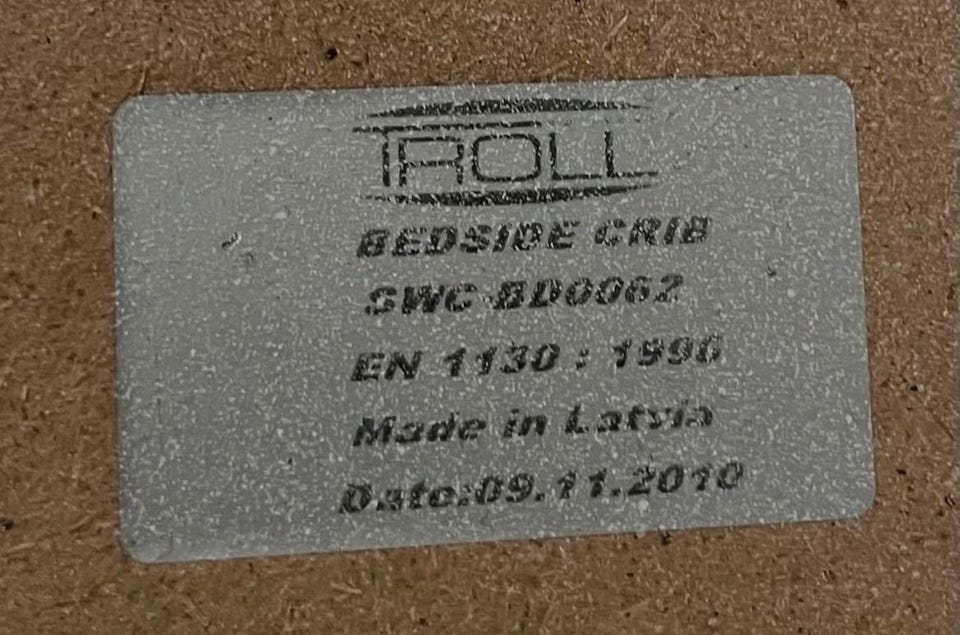 TROLL
BEDSIDE CRIB
SWC-BD0062
EN 1130 : 1996
Made in Latvia
Date:09.11.2010